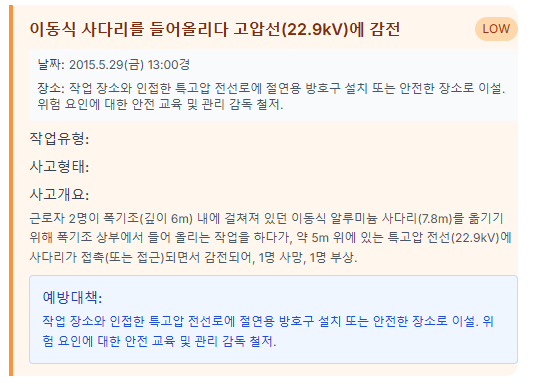 이동식 사다리를 들어올리다 고압선(22.9kV)에 감전
LOW
날짜: 2015.5.29(금) 13:00경
장소: 작업 장소와 인접한 특고압 전선로에 절연용 방호구 설치 또는 안전한 장소로 이설.
위험 요인에 대한 안전 교육 및 관리 감독 철저.
작업유형:
사고형태:
사고개요:
근로자 2명이 폭기조(깊이 6m) 내에 걸쳐져 있던 이동식 알루미늄 사다리(7.8m)를 옮기기
위해 폭기조 상부에서 들어 올리는 작업을 하다가, 약 5m 위에 있는 특고압 전선(22.9kV)에
사다리가 접촉(또는 접근)되면서 감전되어, 1명 사망, 1명 부상.
예방대책:
작업 장소와 인접한 특고압 전선로에 절연용 방호구 설치 또는 안전한 장소로 이설. 위
험 요인에 대한 안전 교육 및 관리 감독 철저.